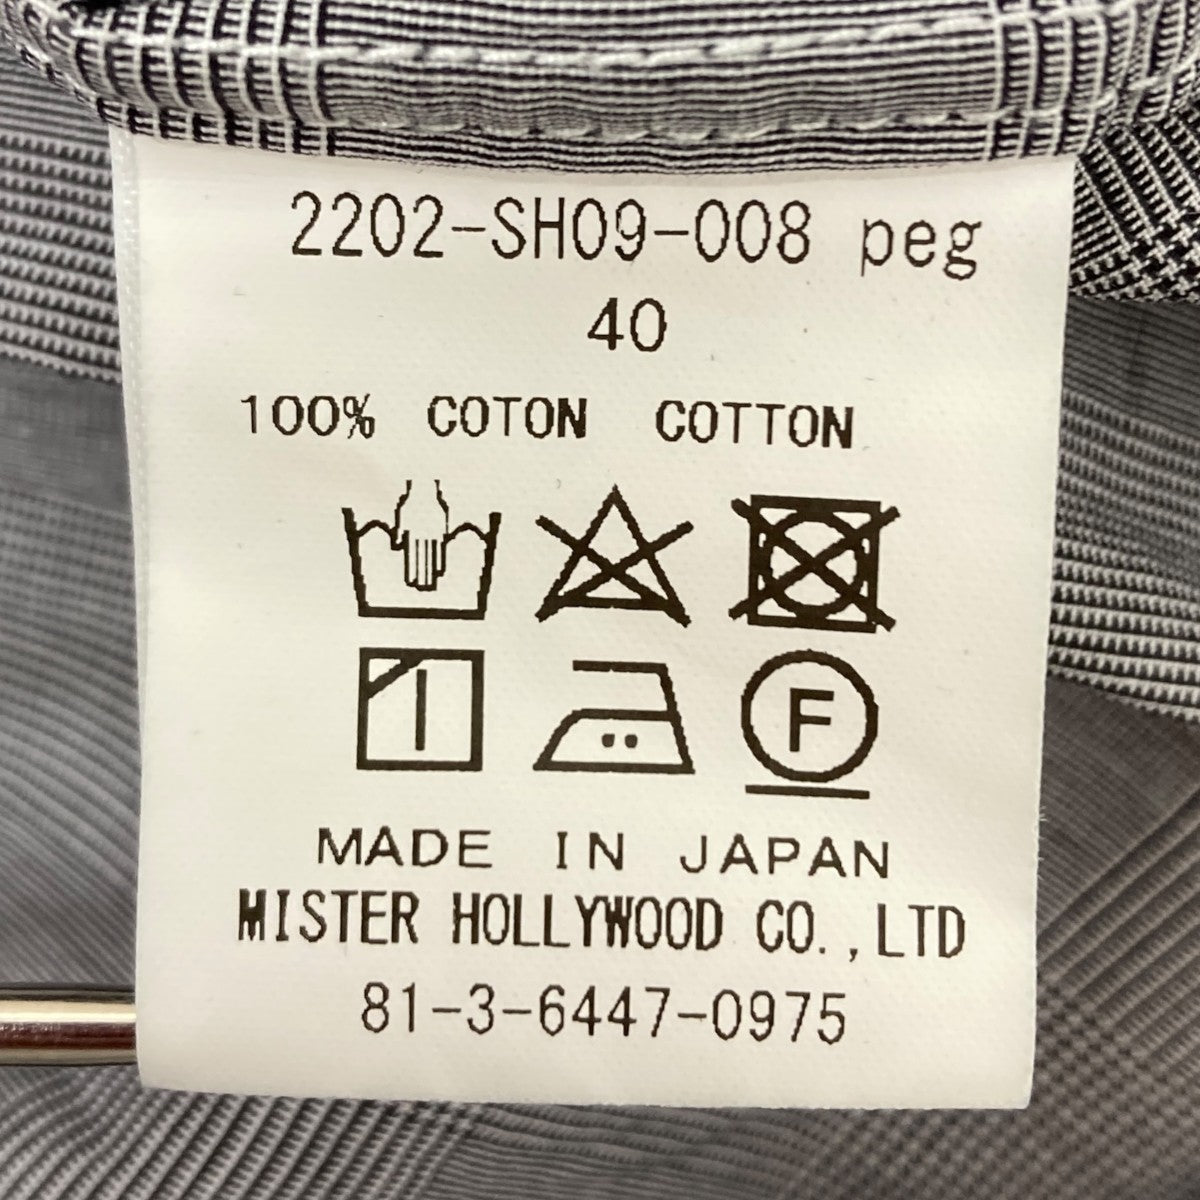 2202-SH09-008 peg
40
100% COTON COTTON
F
MADE IN JAPAN
MISTER HOLLYWOOD CO.,LTD
81-3-6447-0975